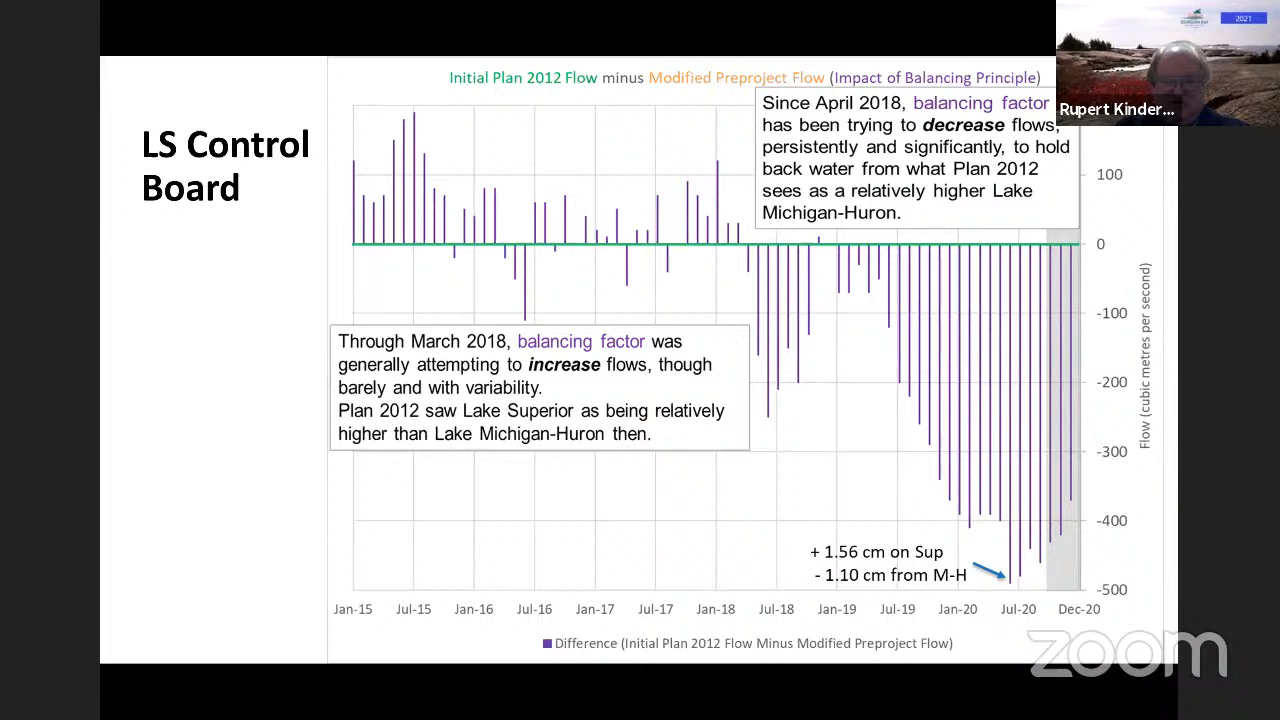 Initial Plan 2012 Flow minus Modified Preproject Flow (Impact of Balancing Principle)
2021
Rupert Kinder...
LS Control
Board
Since April 2018, balancing factor
has been trying to decrease flows,
persistently and significantly, to hold
back water from what Plan 2012
sees as a relatively higher Lake
Michigan-Huron.
Through March 2018, balancing factor was
generally attempting to increase flows, though
barely and with variability.
Plan 2012 saw Lake Superior as being relatively
higher than Lake Michigan-Huron then.
100
0
-100
-200
-300
-400
-500
Flow (cubic metres per second)
+ 1.56 cm on Sup
- 1.10 cm from M-H
Jan-15 Jul-15 Jan-16 Jul-16 Jan-17 Jul-17 Jan-18 Jul-18 Jan-19 Jul-19 Jan-20 Jul-20 Dec-20
Difference (Initial Plan 2012 Flow Minus Modified Preproject Flow)
zoom